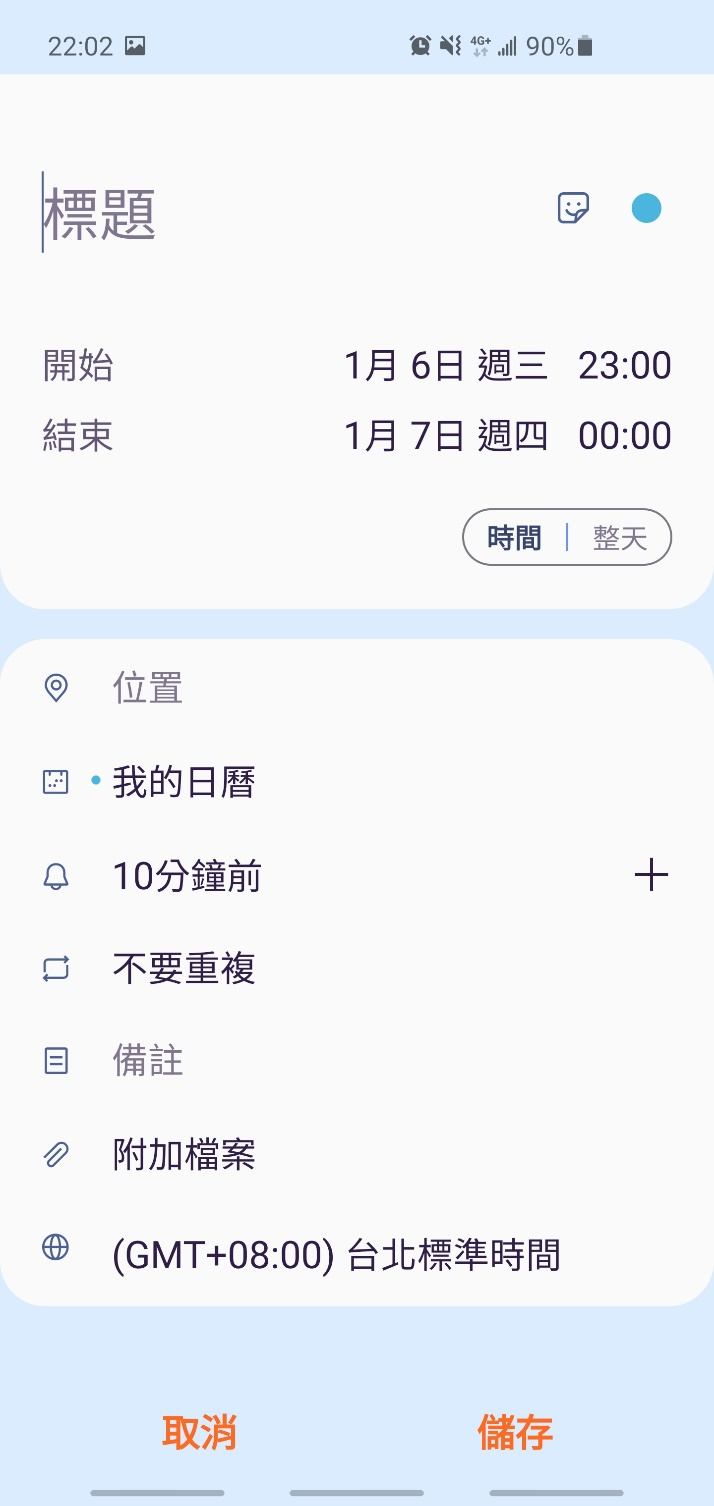 22:02 4G+ 90%
標題
開始 1月 6日 週三 23:00
結束 1月 7日 週四 00:00
時間 | 整天
位置
我的日曆
10分鐘前
不要重複
備註
附加檔案
(GMT+08:00) 台北標準時間
取消 儲存